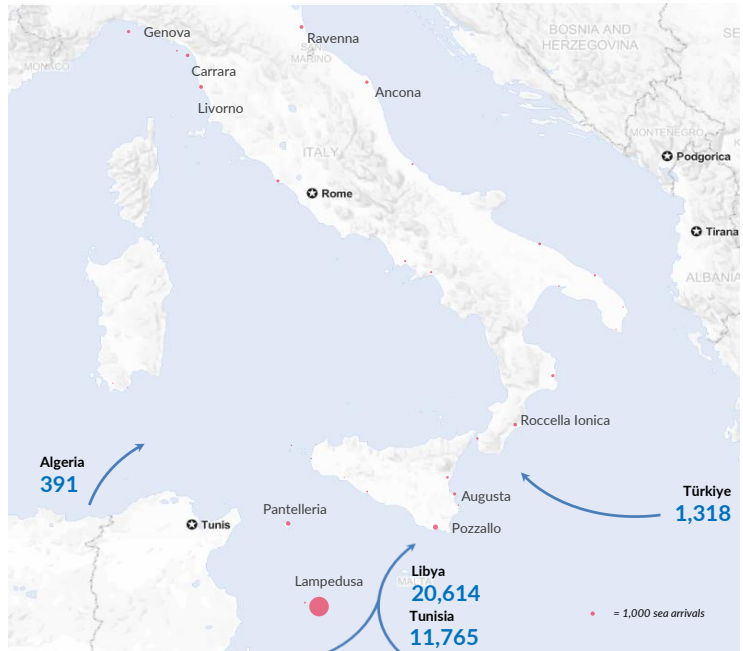 Genova
Ravenna
BOSNIA AND
HERZEGOVINA
SE
SAN
MARINO
MONACO
Carrara
Ancona
Livorno
MONTENEGRO
K
ITALY
Podgorica
Rome
Tirana
ALBANIA
Roccella Ionica
Algeria
391
Türkiye
1,318
Augusta
Pantelleria
Tunis
Pozzallo
Libya
20,614
Lampedusa
MALTA
Tunisia
11,765
= 1,000 sea arrivals